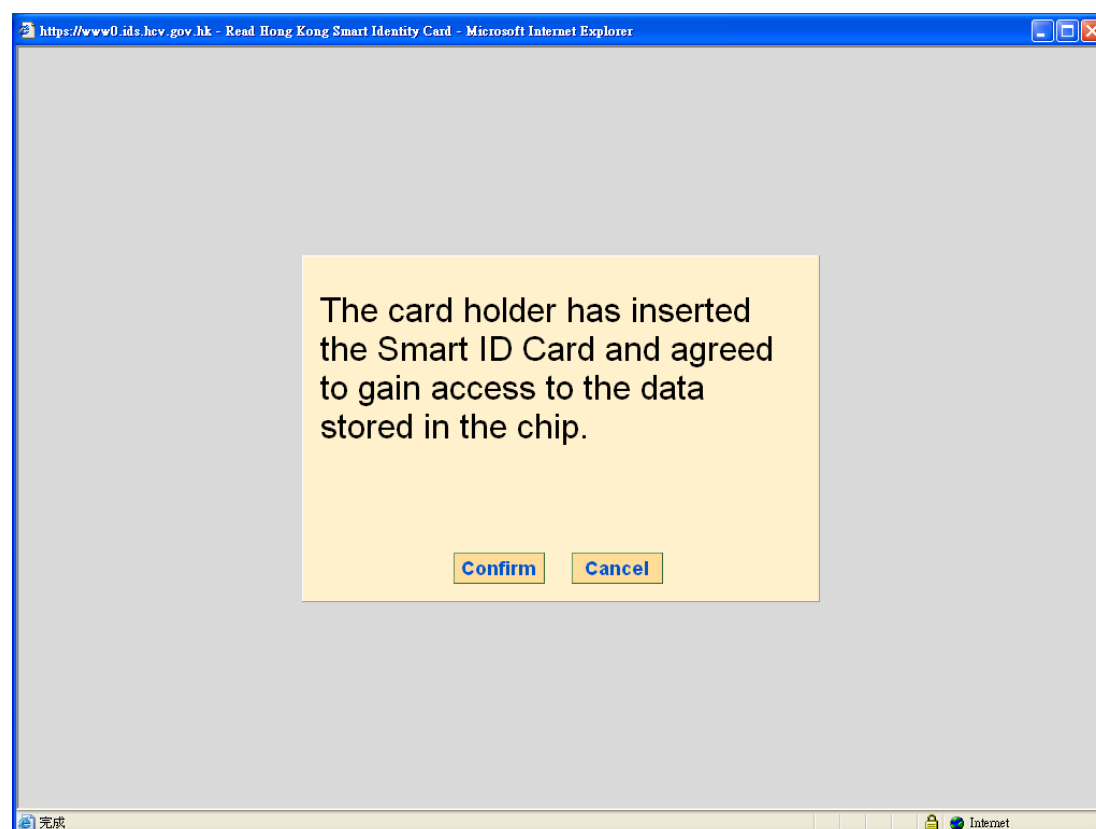 https://www0.ids.hcv.gov.hk - Read Hong Kong Smart Identity Card - Microsoft Internet Explorer
The card holder has inserted
the Smart ID Card and agreed
to gain access to the data
stored in the chip.
Confirm Cancel
完成 Internet